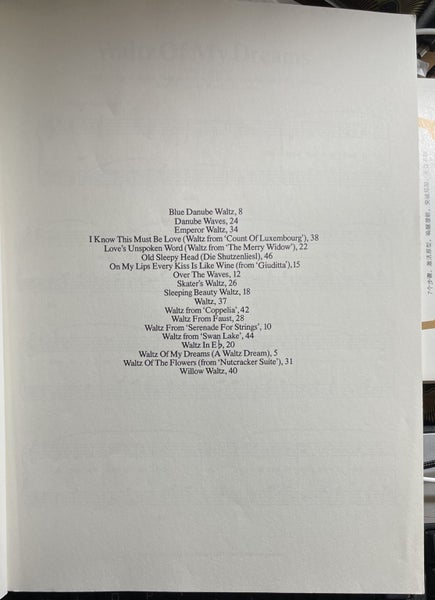 Waltz Of My Dreams
Blue Danube Waltz, 8
Danube Waves, 24
Emperor Waltz, 34
I Know This Must Be Love (Waltz from ‘Count Of Luxembourg’), 38
Love's Unspoken Word (Waltz from ‘The Merry Widow’), 22
Old Sleepy Head (Die Shutzenliesl), 46
On My Lips Every Kiss Is Like Wine (from ‘Giuditta’),15
Over The Waves, 12
Skater's Waltz, 26
Sleeping Beauty Waltz, 18
Waltz, 37
Waltz from ‘Coppelia’, 42
Waltz From Faust, 28
Waltz From ‘Serenade For Strings’, 10
Waltz from ‘Swan Lake’, 44
Waltz In E♭, 20
Waltz Of My Dreams (A Waltz Dream), 5
Waltz Of The Flowers (from ‘Nutcracker Suite’), 31
Willow Waltz, 40